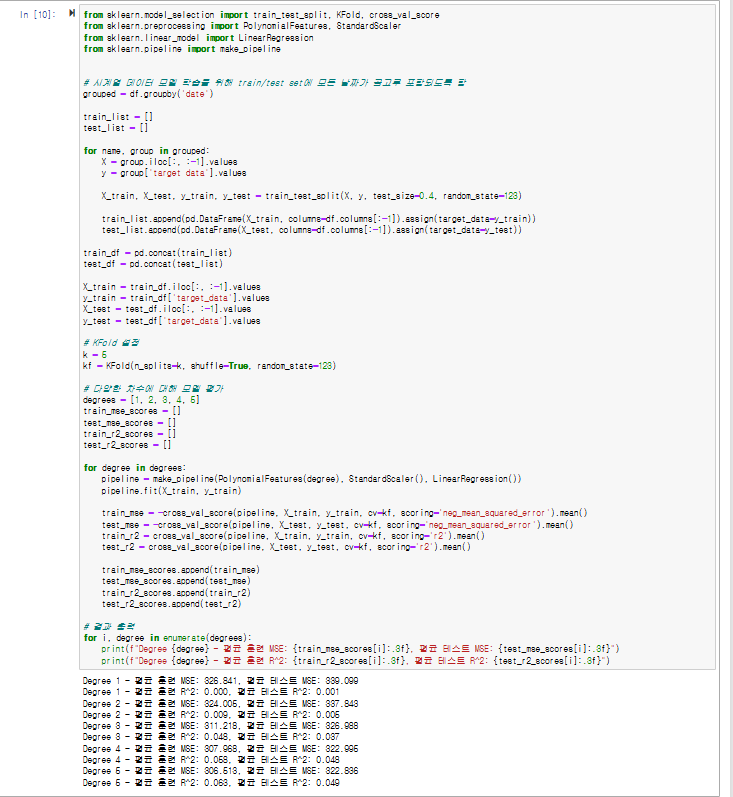 In [10]:
from sklearn.model_selection import train_test_split, KFold, cross_val_score
from sklearn.preprocessing import PolynomialFeatures, StandardScaler
from sklearn.linear_model import LinearRegression
from sklearn.pipeline import make_pipeline
# 시계열 데이터 모델 학습을 위해 train/test set에 모든 날짜가 골고루 포함되도록 함
grouped = df.groupby('date')
train_list = []
test_list = []
for name, group in grouped:
X = group.iloc[:, :-1].values
y = group['target data'].values
X_train, X_test, y_train, y_test = train_test_split(X, y, test_size=0.4, random_state=123)
train_list.append(pd.DataFrame(X_train, columns=df.columns[:-1]).assign(target_data=y_train))
test_list.append(pd.DataFrame(X_test, columns=df.columns[:-1]).assign(target_data=y_test))
train_df = pd.concat(train_list)
test_df = pd.concat(test_list)
X_train = train_df.iloc[:, :-1].values
y_train = train_df['target_data'].values
X_test = test_df.iloc[:, :-1].values
y_test = test_df['target_data'].values
# KFold 설정
k = 5
kf = KFold(n_splits=k, shuffle=True, random_state=123)
# 다양한 차수에 대해 모델 평가
degrees = [1, 2, 3, 4, 5]
train_mse_scores = []
test_mse_scores = []
train_r2_scores = []
test_r2_scores = []
for degree in degrees:
pipeline = make_pipeline(PolynomialFeatures(degree), StandardScaler(), LinearRegression())
pipeline.fit(X_train, y_train)
train_mse = -cross_val_score(pipeline, X_train, y_train, cv=kf, scoring='neg_mean_squared_error').mean()
test_mse = -cross_val_score(pipeline, X_test, y_test, cv=kf, scoring='neg_mean_squared_error').mean()
train_r2 = cross_val_score(pipeline, X_train, y_train, cv=kf, scoring='r2').mean()
test_r2 = cross_val_score(pipeline, X_test, y_test, cv=kf, scoring='r2').mean()
train_mse_scores.append(train_mse)
test_mse_scores.append(test_mse)
train_r2_scores.append(train_r2)
test_r2_scores.append(test_r2)
# 결과 출력
for i, degree in enumerate(degrees):
print(f"Degree {degree} - 평균 훈련 MSE: {train_mse_scores[i]:.3f}, 평균 테스트 MSE: {test_mse_scores[i]:.3f}")
print(f"Degree {degree} - 평균 훈련 R^2: {train_r2_scores[i]:.3f}, 평균 테스트 R^2: {test_r2_scores[i]:.3f}")
Degree 1 - 평균 훈련 MSE: 326.841, 평균 테스트 MSE: 339.099
Degree 1 - 평균 훈련 R^2: 0.000, 평균 테스트 R^2: 0.001
Degree 2 - 평균 훈련 MSE: 324.005, 평균 테스트 MSE: 337.843
Degree 2 - 평균 훈련 R^2: 0.009, 평균 테스트 R^2: 0.005
Degree 3 - 평균 훈련 MSE: 311.218, 평균 테스트 MSE: 326.988
Degree 3 - 평균 훈련 R^2: 0.048, 평균 테스트 R^2: 0.037
Degree 4 - 평균 훈련 MSE: 307.968, 평균 테스트 MSE: 322.995
Degree 4 - 평균 훈련 R^2: 0.058, 평균 테스트 R^2: 0.048
Degree 5 - 평균 훈련 MSE: 306.513, 평균 테스트 MSE: 322.836
Degree 5 - 평균 훈련 R^2: 0.063, 평균 테스트 R^2: 0.049